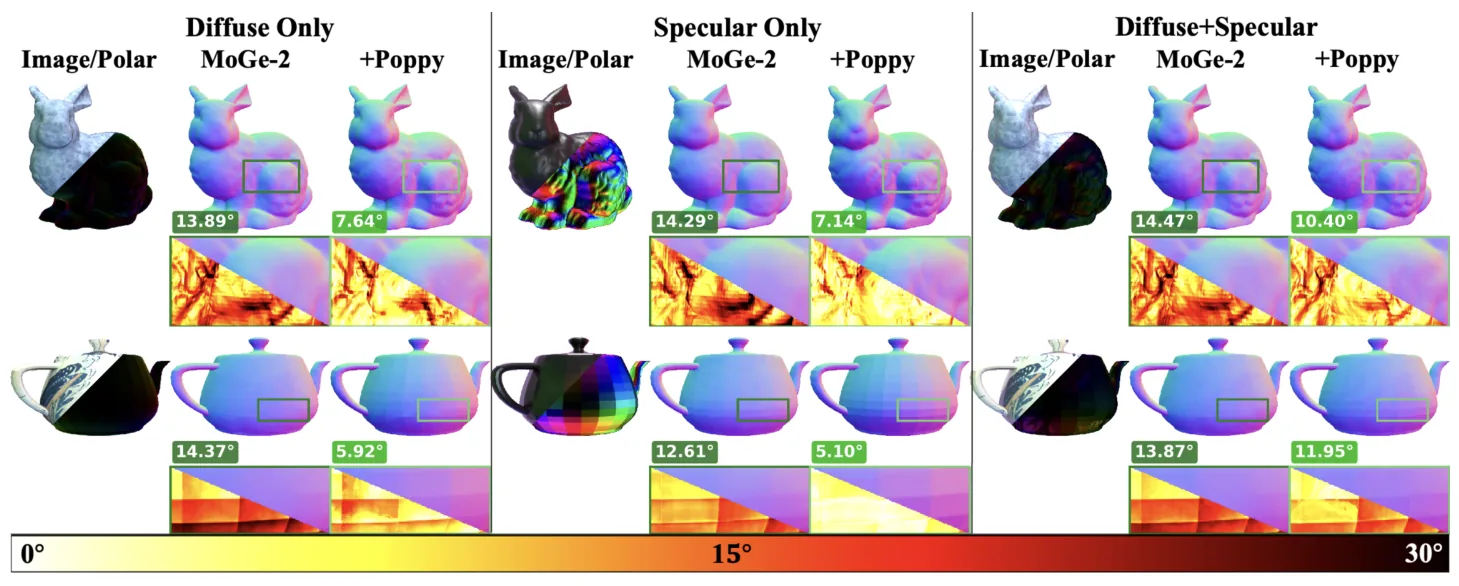 Diffuse Only
Specular Only
Diffuse+Specular
Image/Polar MoGe-2 +Poppy
Image/Polar MoGe-2 +Poppy
Image/Polar MoGe-2 +Poppy
13.89° 7.64°
14.29° 7.14°
14.47° 10.40°
14.37° 5.92°
12.61° 5.10°
13.87° 11.95°
0° 15° 30°